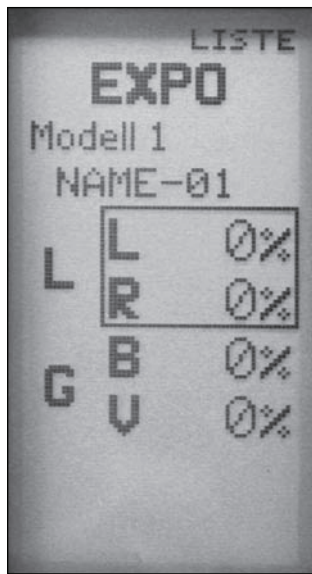 LISTE
EXPO
Modell 1
NAME-01
L L 0%
R 0%
G B 0%
V 0%